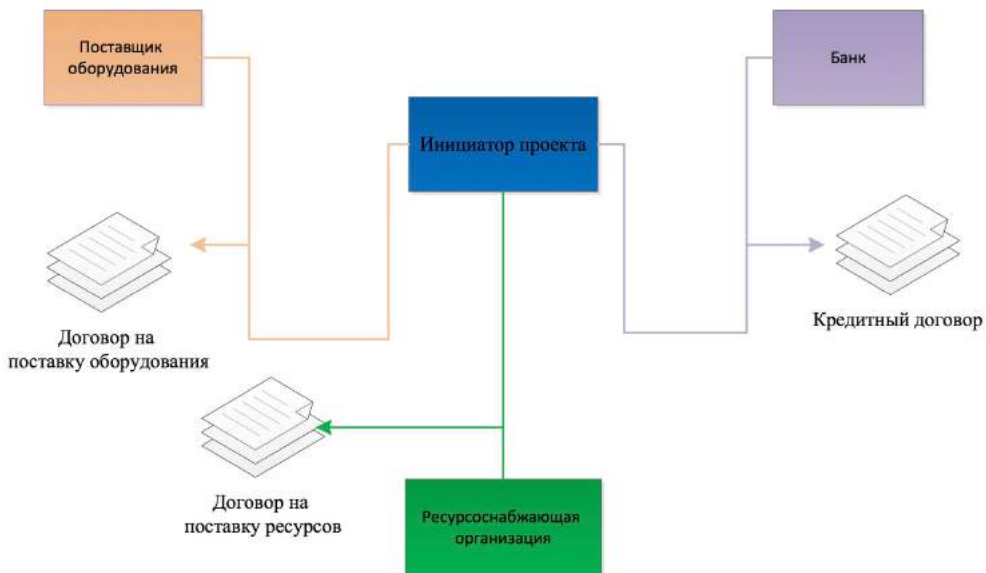 Поставщик
оборудования
Банк
Инициатор проекта
Кредитный договор
Договор на
поставку оборудования
Договор на
поставку ресурсов
Ресурсоснабжающая
организация